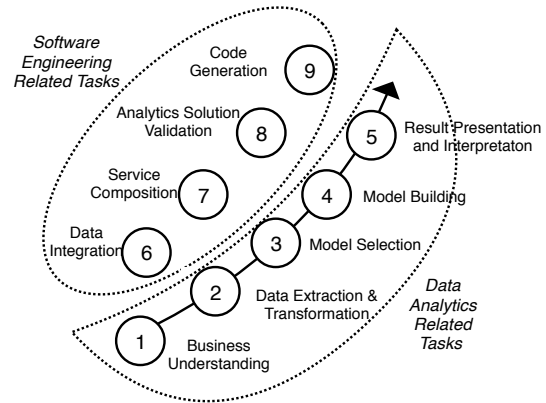 Software
Engineering
Related Tasks
Code
Generation
9
Analytics Solution
Validation
8
Service
Composition
7
Data
Integration
6
5
Result Presentation
and Interpretaton
4
Model Building
3
Model Selection
2
Data Extraction &
Transformation
1
Business
Understanding
Data
Analytics
Related
Tasks